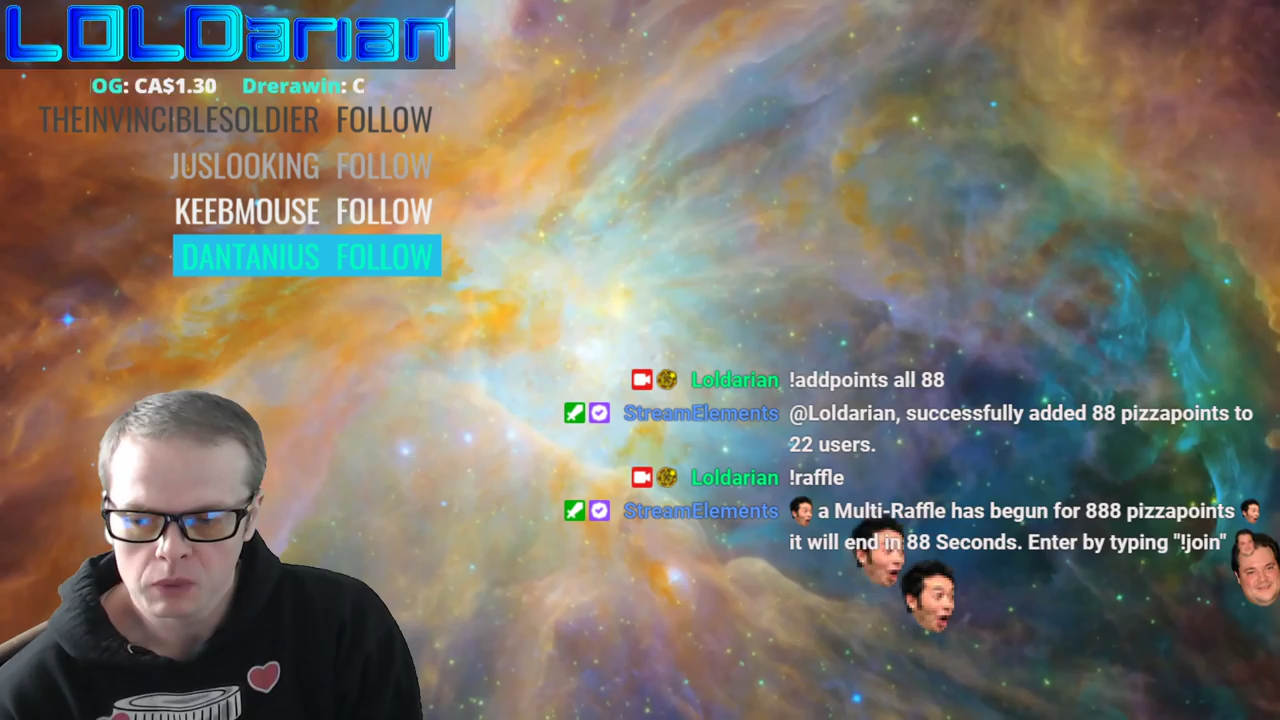 LOLDarian
OG: CA$1.30 Drerawin: C
THEINVINCIBLESOLDIER FOLLOW
JUSLOOKING FOLLOW
KEEBMOUSE FOLLOW
DANTANIUS FOLLOW
Loldarian !addpoints all 88
StreamElements @Loldarian, successfully added 88 pizzapoints to
22 users.
Loldarian !raffle
StreamElements a Multi-Raffle has begun for 888 pizzapoints
it will end in 88 Seconds. Enter by typing "!join"